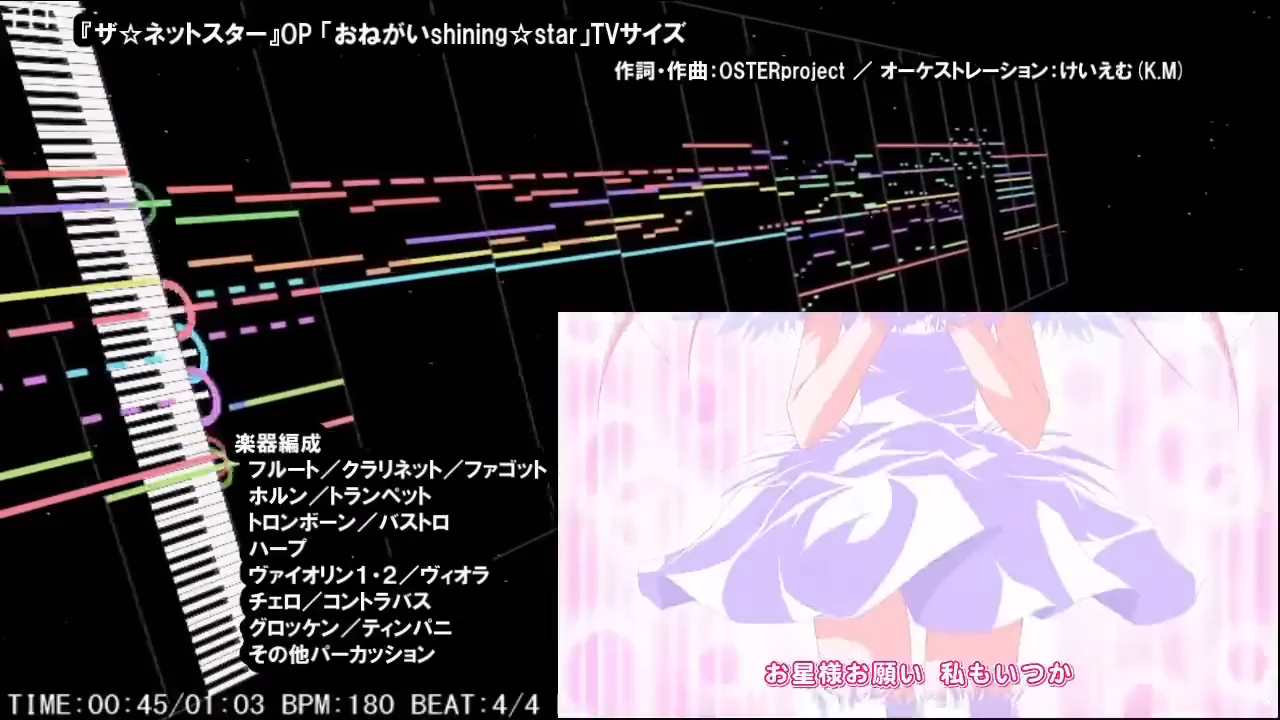 『ザ☆ネットスター』OP「おねがいshining☆star」TVサイズ
作詞・作曲：OSTERproject ／ オーケストレーション：けいえむ(K.M)
楽器編成
フルート／クラリネット／ファゴット
ホルン／トランペット
トロンボーン／バストロ
ハープ
ヴァイオリン１・２／ヴィオラ
チェロ／コントラバス
グロッケン／ティンパニ
その他パーカッション
お星様お願い 私もいつか
TIME:00:45/01:03 BPM:180 BEAT:4/4